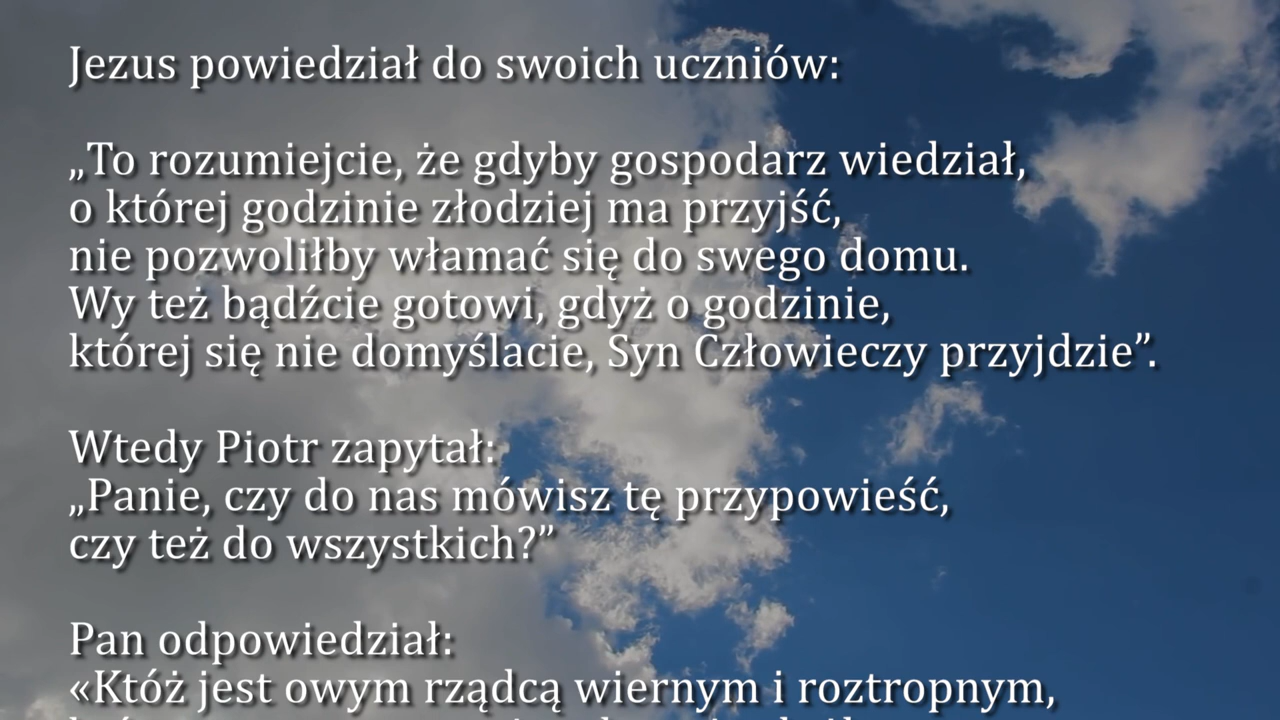 Jezus powiedział do swoich uczniów:
„To rozumiejcie, że gdyby gospodarz wiedział,
o której godzinie złodziej ma przyjść,
nie pozwoliłby włamać się do swego domu.
Wy też bądźcie gotowi, gdyż o godzinie,
której się nie domyślacie, Syn Człowieczy przyjdzie”.
Wtedy Piotr zapytał:
„Panie, czy do nas mówisz tę przypowieść,
czy też do wszystkich?”
Pan odpowiedział:
«Któż jest owym rządcą wiernym i roztropnym,